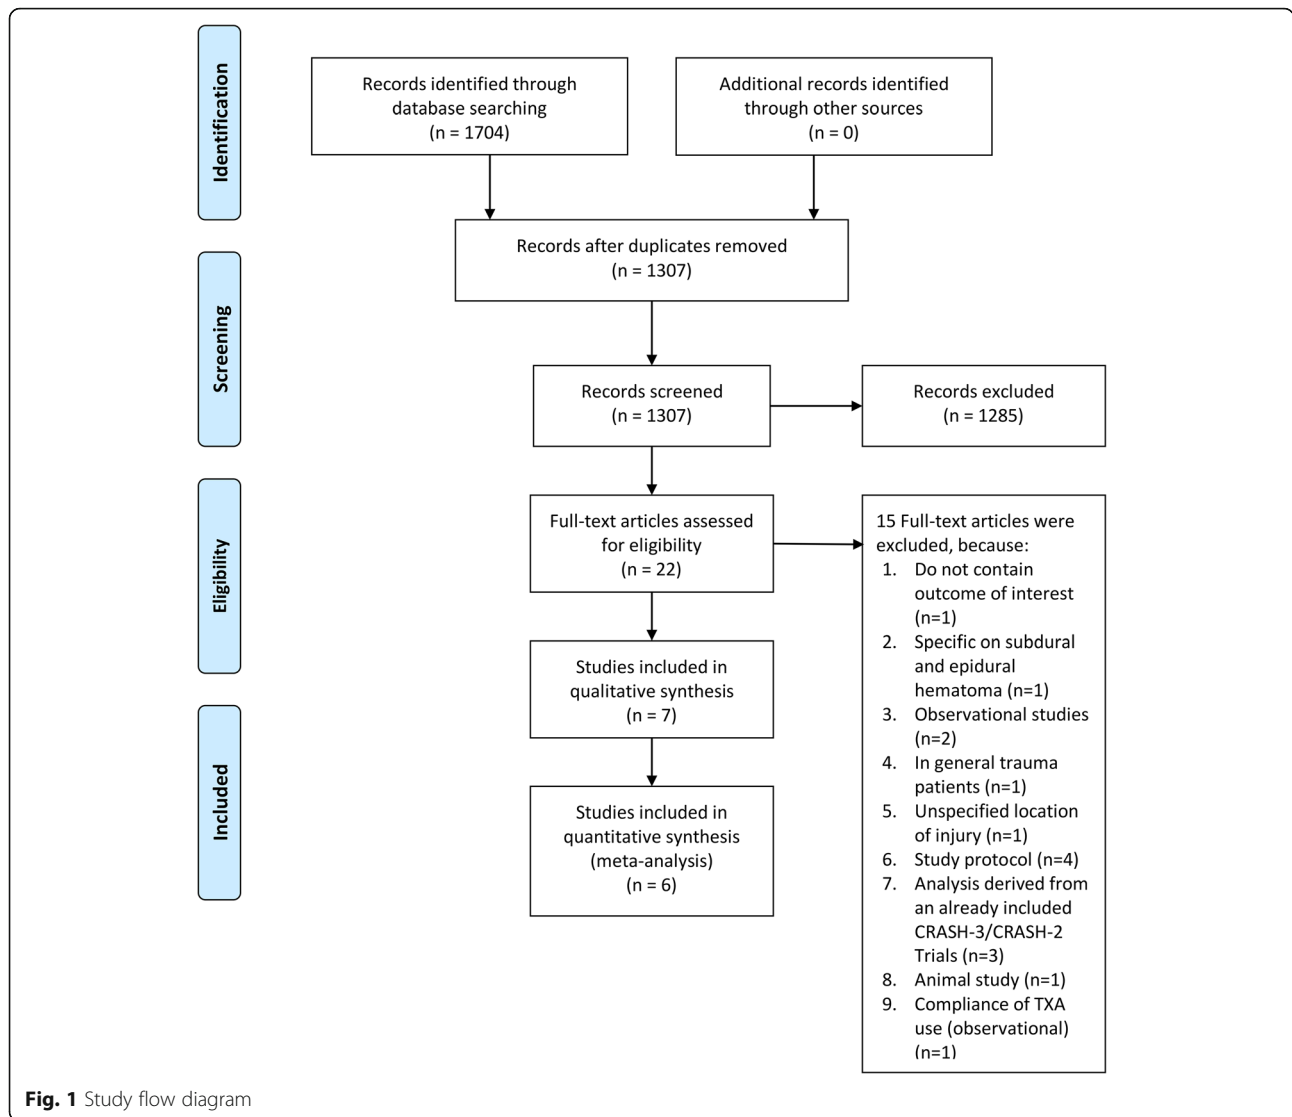 Identification
Records identified through
database searching
(n = 1704)
Additional records identified
through other sources
(n = 0)
Records after duplicates removed
(n = 1307)
Screening
Records screened
(n = 1307)
Records excluded
(n = 1285)
Eligibility
Full-text articles assessed
for eligibility
(n = 22)
15 Full-text articles were
excluded, because:
1. Do not contain
outcome of interest
(n=1)
2. Specific on subdural
and epidural
hematoma (n=1)
3. Observational studies
(n=2)
4. In general trauma
patients (n=1)
5. Unspecified location
of injury (n=1)
6. Study protocol (n=4)
7. Analysis derived from
an already included
CRASH-3/CRASH-2
Trials (n=3)
8. Animal study (n=1)
9. Compliance of TXA
use (observational)
(n=1)
Studies included in
qualitative synthesis
(n = 7)
Included
Studies included in
quantitative synthesis
(meta-analysis)
(n = 6)
Fig. 1 Study flow diagram